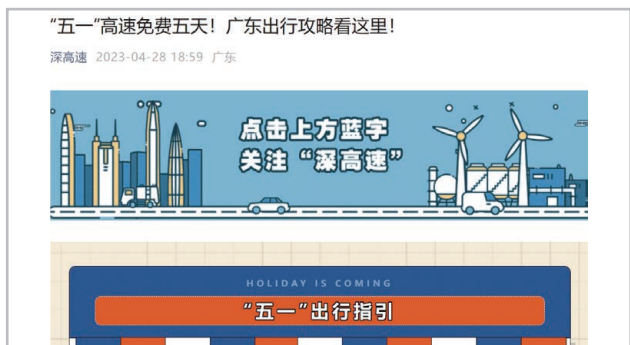 “五一”高速免费五天！广东出行攻略看这里！
深高速 2023-04-28 18:59 广东
点击上方蓝字
关注“深高速”
HOLIDAY IS COMING
“五一”出行指引